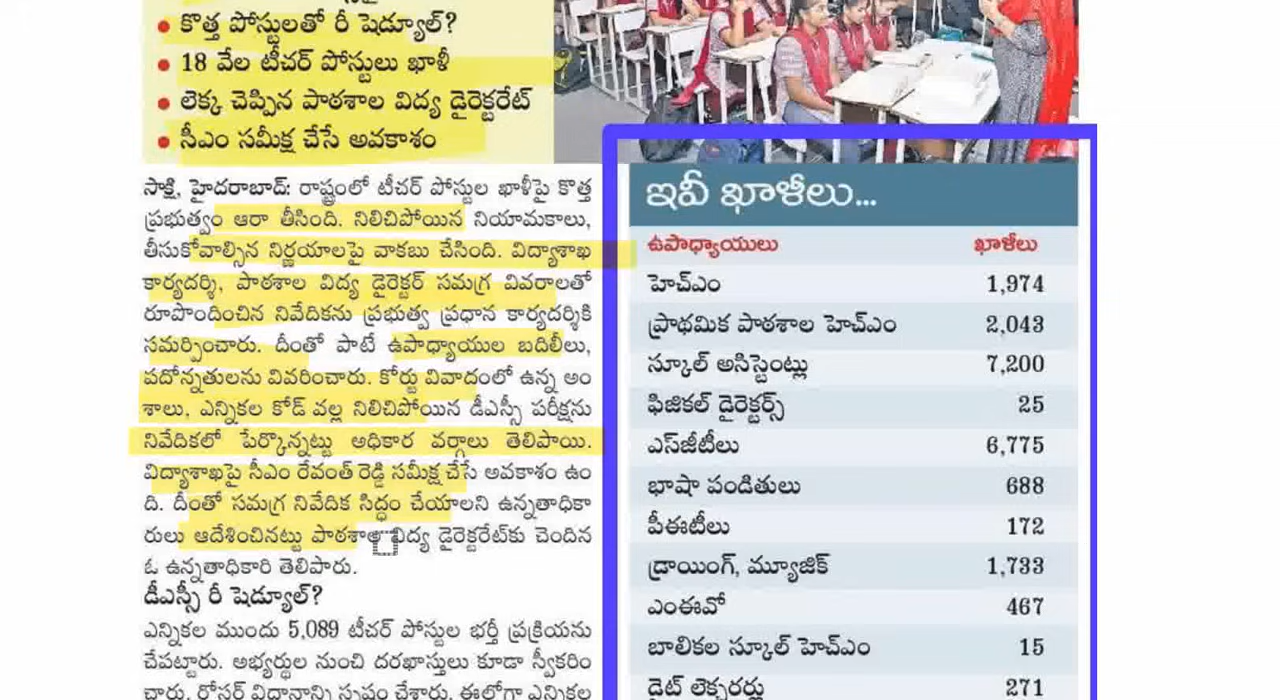 కొత్త పోస్టులతో రీ షెడ్యూల్?
18 వేల టీచర్ పోస్టులు ఖాళీ
లెక్క చెప్పిన పాఠశాల విద్య డైరెక్టరేట్
సీఎం సమీక్ష చేసే అవకాశం
సాక్షి, హైదరాబాద్: రాష్ట్రంలో టీచర్ పోస్టుల ఖాళీపై కొత్త
ప్రభుత్వం ఆరా తీసింది. నిలిచిపోయిన నియామకాలు,
తీసుకోవాల్సిన నిర్ణయాలపై వాకబు చేసింది. విద్యాశాఖ
కార్యదర్శి, పాఠశాల విద్య డైరెక్టర్ సమగ్ర వివరాలతో
రూపొందించిన నివేదికను ప్రభుత్వ ప్రధాన కార్యదర్శికి
సమర్పించారు. దీంతో పాటే ఉపాధ్యాయుల బదిలీలు,
పదోన్నతులను వివరించారు. కోర్టు వివాదంలో ఉన్న అం
శాలు, ఎన్నికల కోడ్ వల్ల నిలిచిపోయిన డీఎస్సీ పరీక్షను
నివేదికలో పేర్కొన్నట్టు అధికార వర్గాలు తెలిపాయి.
విద్యాశాఖపై సీఎం రేవంత్ రెడ్డి సమీక్ష చేసే అవకాశం ఉం
ది. దీంతో సమగ్ర నివేదిక సిద్ధం చేయాలని ఉన్నతాధికా
రులు ఆదేశించినట్టు పాఠశాల విద్య డైరెక్టరేట్‌కు చెందిన
ఓ ఉన్నతాధికారి తెలిపారు.
డీఎస్సీ రీ షెడ్యూల్?
ఎన్నికల ముందు 5,089 టీచర్ పోస్టుల భర్తీ ప్రక్రియను
చేపట్టారు. అభ్యర్థుల నుంచి దరఖాస్తులు కూడా స్వీకరిం
చారు. రోస్టర్ విధానాన్ని స్పష్టం చేశారు. ఈలోగా ఎన్నికల
ఇవీ ఖాళీలు...
ఉపాధ్యాయులు ఖాళీలు
హెచ్ఎం 1,974
ప్రాథమిక పాఠశాల హెచ్ఎం 2,043
స్కూల్ అసిస్టెంట్లు 7,200
ఫిజికల్ డైరెక్టర్స్ 25
ఎస్‌జీటీలు 6,775
భాషా పండితులు 688
పీఈటీలు 172
డ్రాయింగ్, మ్యూజిక్ 1,733
ఎంఈవో 467
బాలికల స్కూల్ హెచ్ఎం 15
డైట్ లెక్చరర్లు 271